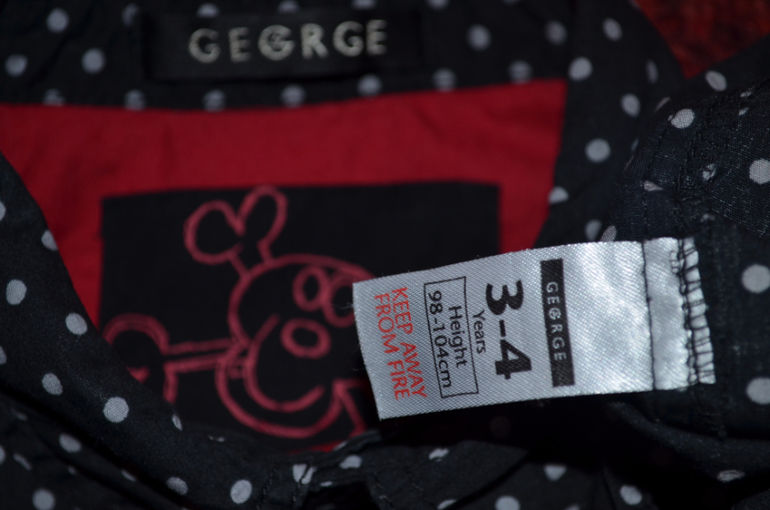 GEORGE
GEORGE
3-4
Years
Height
98-104cm
KEEP AWAY
FROM FIRE